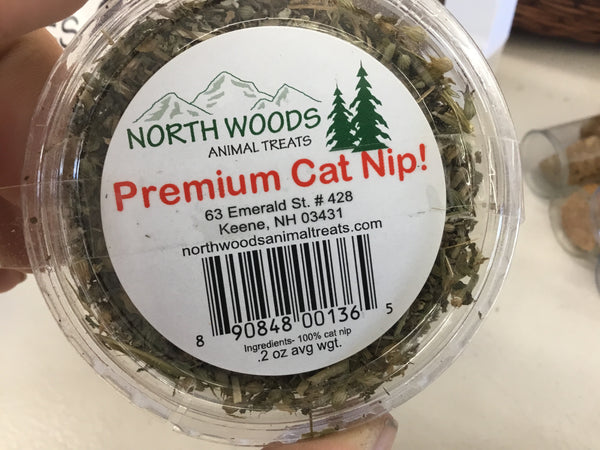 NORTH WOODS
ANIMAL TREATS
Premium Cat Nip!
63 Emerald St. # 428
Keene, NH 03431
northwoodsanimaltreats.com
8 90848 00136 5
Ingredients- 100% cat nip
.2 oz avg wgt.